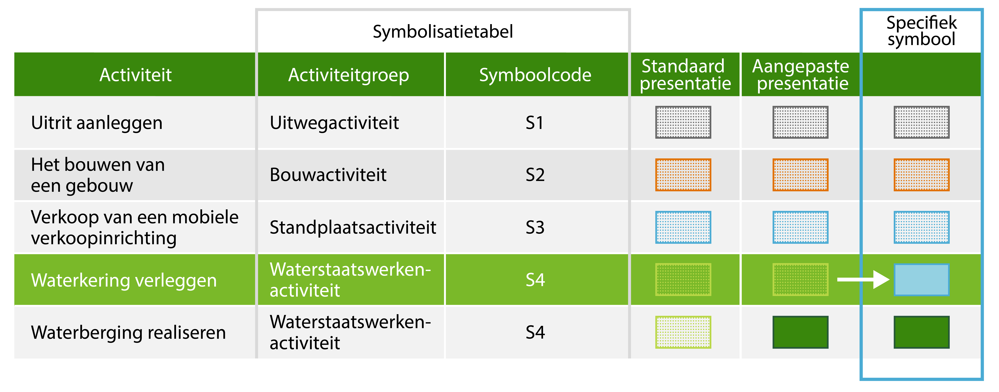 Symbolisatietabel
Specifiek
symbool
Activiteit
Activiteitgroep
Symboolcode
Standaard
presentatie
Aangepaste
presentatie
Uitrit aanleggen
Uitwegactiviteit
S1
Het bouwen van
een gebouw
Bouwactiviteit
S2
Verkoop van een mobiele
verkoopinrichting
Standplaatsactiviteit
S3
Waterkering verleggen
Waterstaatswerken-
activiteit
S4
Waterberging realiseren
Waterstaatswerken-
activiteit
S4